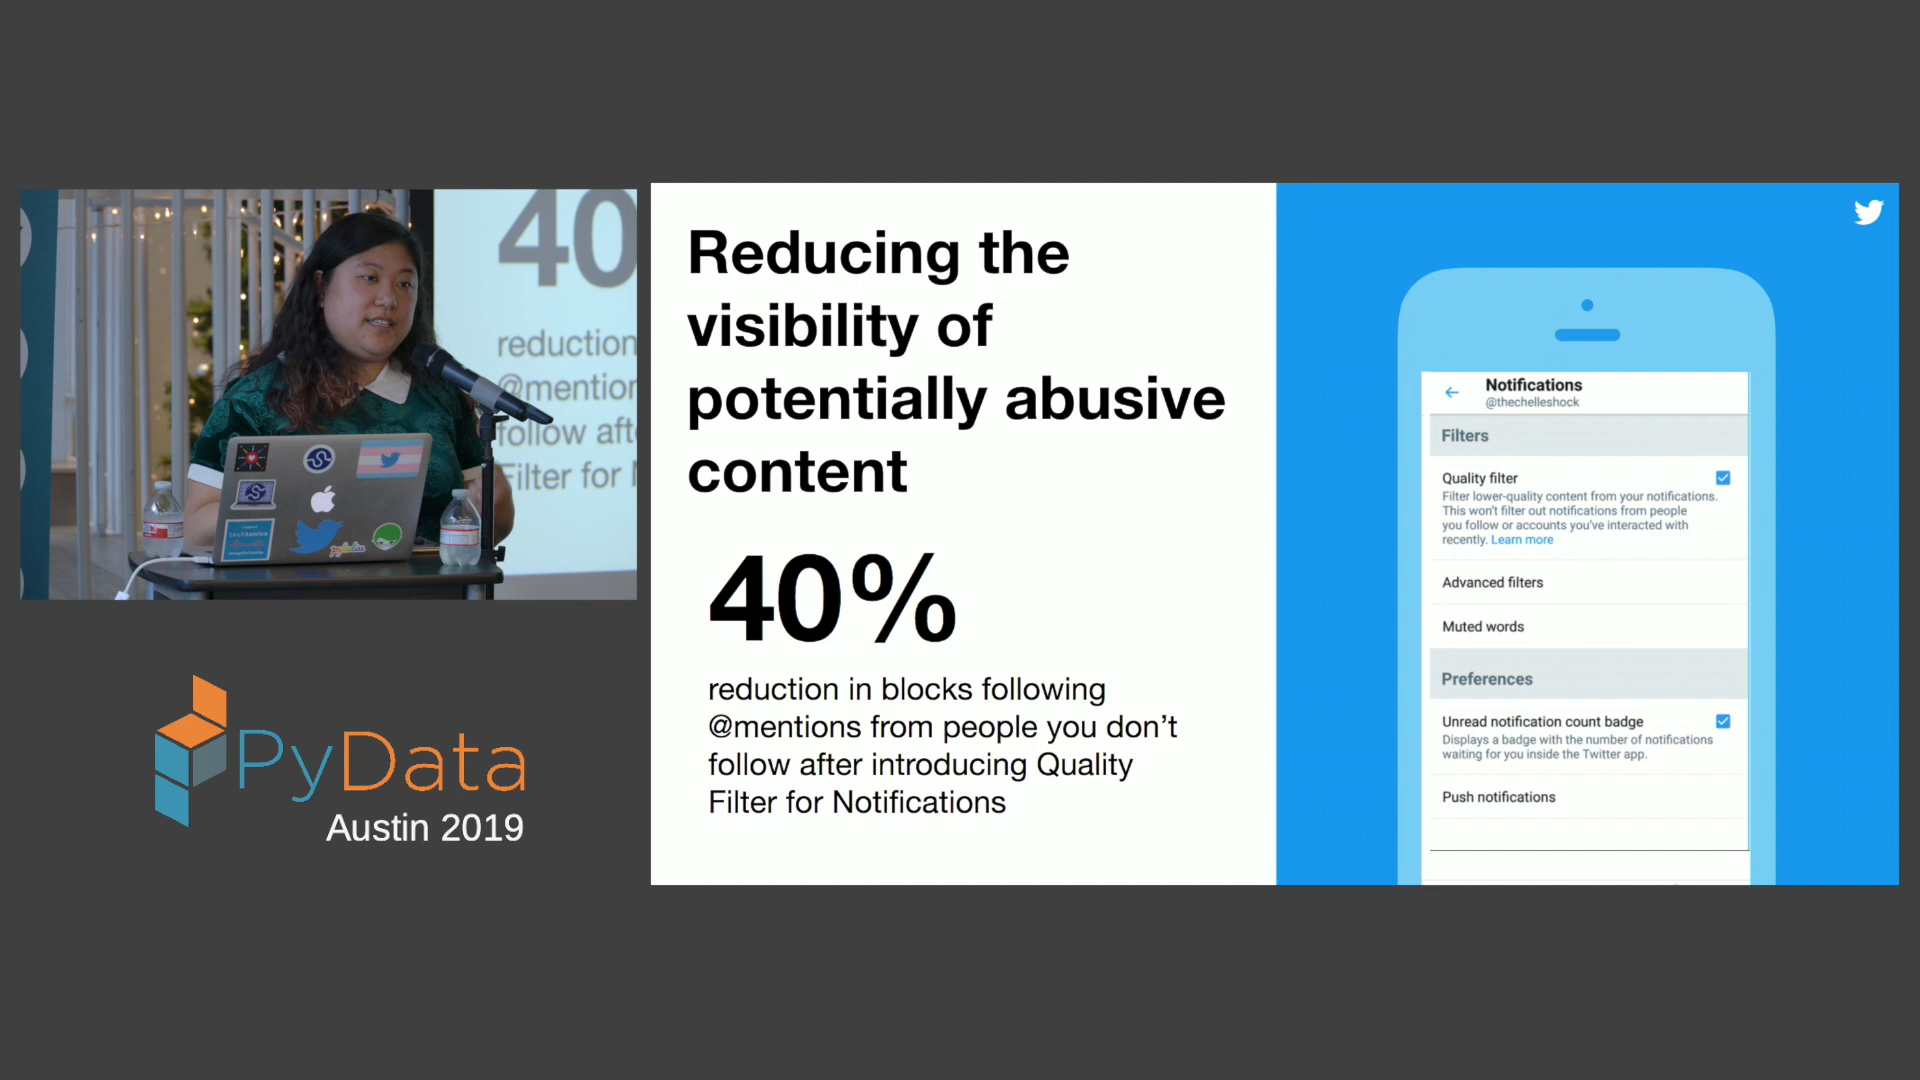 40
reduction
@mention
follow aft
Filter for N
techtonica
PyData
Austin 2019
Reducing the
visibility of
potentially abusive
content
40%
reduction in blocks following
@mentions from people you don't
follow after introducing Quality
Filter for Notifications
Notifications
@thechelleshock
Filters
Quality filter
Filter lower-quality content from your notifications.
This won't filter out notifications from people
you follow or accounts you've interacted with
recently. Learn more
Advanced filters
Muted words
Preferences
Unread notification count badge
Displays a badge with the number of notifications
waiting for you inside the Twitter app.
Push notifications